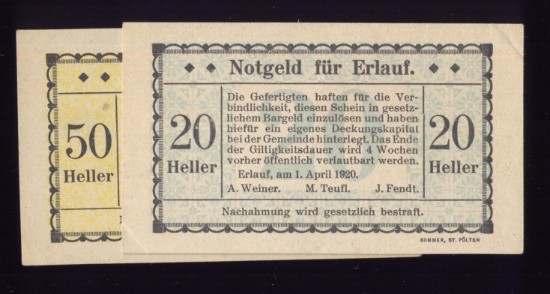 50
Heller
Notgeld für Erlauf.
20
Heller
Die Gefertigten haften für die Ver-
bindlichkeit, diesen Schein in gesetz-
lichem Bargeld einzulösen und haben
hiefür ein eigenes Deckungskapital
bei der Gemeinde hinterlegt. Das Ende
der Giltigkeitsdauer wird 4 Wochen
vorher öffentlich verlautbart werden.
Erlauf, am 1. April 1920.
A. Weiner. M. Teufl. J. Fendt.
20
Heller
Nachahmung wird gesetzlich bestraft.
ST. PÖLTEN